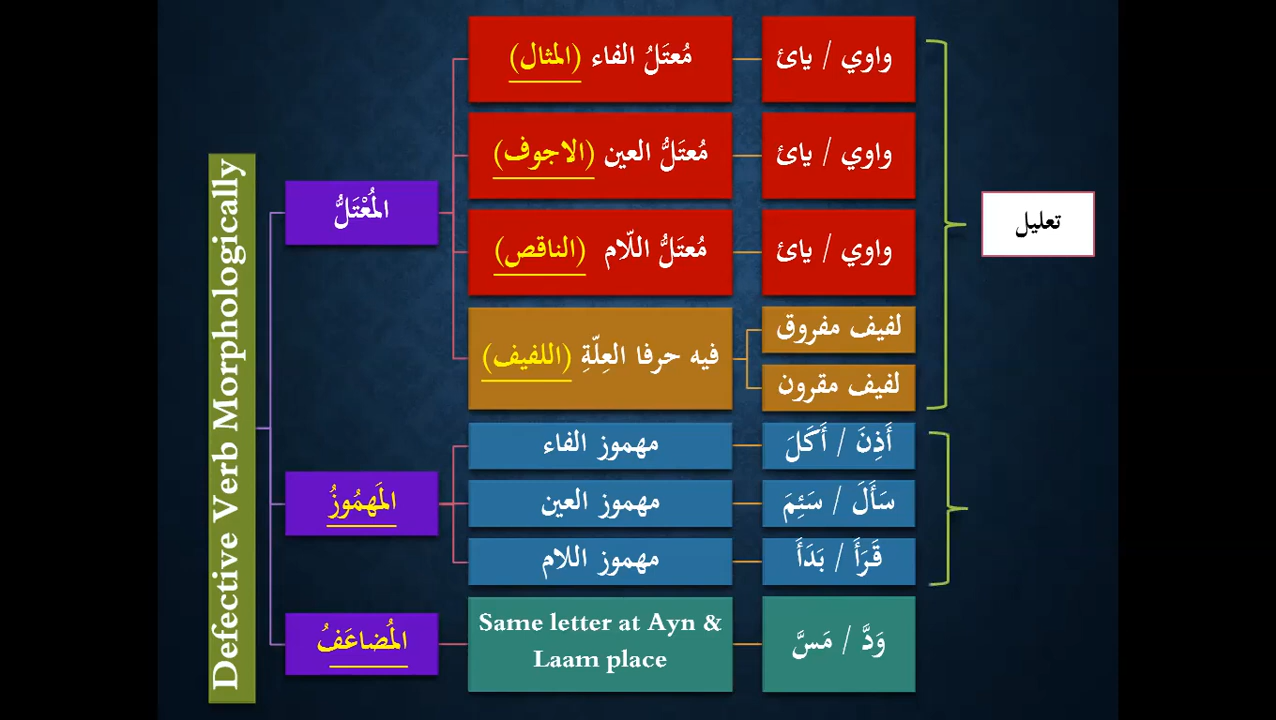 Defective Verb Morphologically
المُعْتَلُّ
مُعتَلُ الفاء (المثال)
واوي / يائ
مُعتَلُّ العين (الاجوف)
واوي / يائ
مُعتَلُّ اللّام (الناقص)
واوي / يائ
فيه حرفا العِلّةِ (اللفيف)
لفيف مفروق
لفيف مقرون
تعليل
المَهمُوزُ
مهموز الفاء
أَذِنَ / أَكَلَ
مهموز العين
سَأَلَ / سَئِمَ
مهموز اللام
قَرَأَ / بَدَأَ
المُضاعَفُ
Same letter at Ayn &
Laam place
وَدَّ / مَسَّ